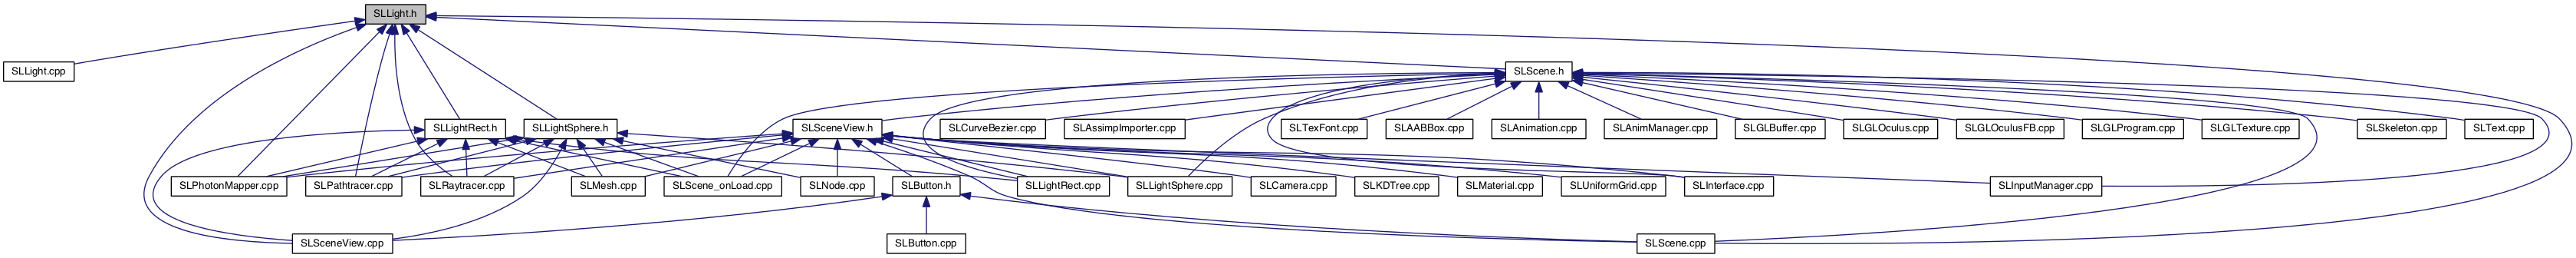 SLLight.h
SLLight.cpp
SLScene.h
SLLightRect.h
SLLightSphere.h
SLSceneView.h
SLCurveBezier.cpp
SLAssimpImporter.cpp
SLTexFont.cpp
SLAABBox.cpp
SLAnimation.cpp
SLAnimManager.cpp
SLGLBuffer.cpp
SLGLOculus.cpp
SLGLOculusFB.cpp
SLGLProgram.cpp
SLGLTexture.cpp
SLSkeleton.cpp
SLText.cpp
SLPhotonMapper.cpp
SLPathtracer.cpp
SLRaytracer.cpp
SLMesh.cpp
SLScene_onLoad.cpp
SLNode.cpp
SLButton.h
SLLightRect.cpp
SLLightSphere.cpp
SLCamera.cpp
SLKDTree.cpp
SLMaterial.cpp
SLUniformGrid.cpp
SLInterface.cpp
SLInputManager.cpp
SLSceneView.cpp
SLButton.cpp
SLScene.cpp